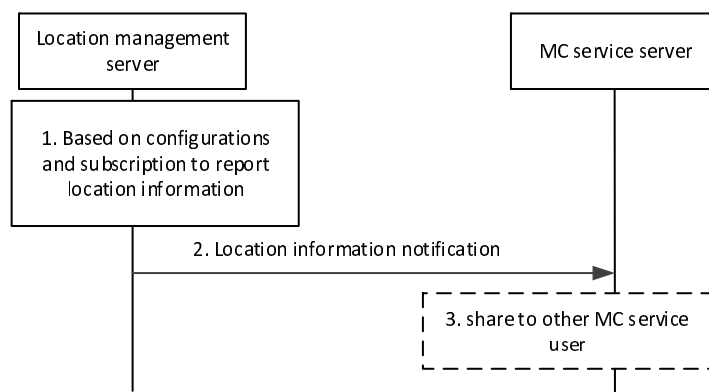 Location management
server
MC service server
1. Based on configurations
and subscription to report
location information
2. Location information notification
3. share to other MC service
user